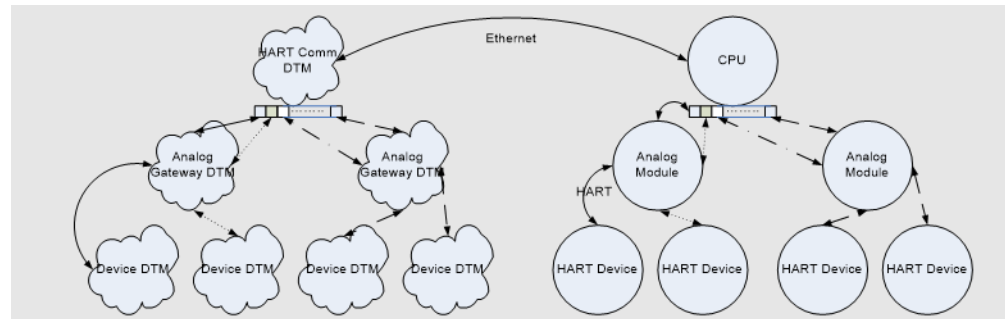 HART Comm
DTM
Ethernet
CPU
Analog
Gateway DTM
Analog
Gateway DTM
Analog
Module
Analog
Module
HART
Device DTM
Device DTM
Device DTM
Device DTM
HART Device
HART Device
HART Device
HART Device